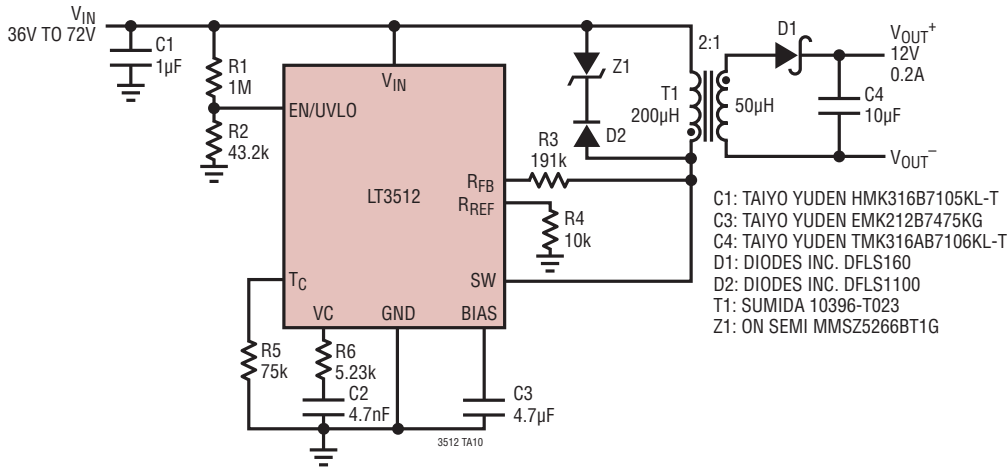 VIN
36V TO 72V
C1
1µF
R1
1M
R2
43.2k
VIN
EN/UVLO
LT3512
RFB
RREF
TC
SW
VC
GND
BIAS
Z1
D2
R3
191k
R4
10k
2:1
T1
200µH
50µH
D1
VOUT+
12V
0.2A
C4
10µF
VOUT–
R5
75k
R6
5.23k
C2
4.7nF
C3
4.7µF
3512 TA10
C1: TAIYO YUDEN HMK316B7105KL-T
C3: TAIYO YUDEN EMK212B7475KG
C4: TAIYO YUDEN TMK316AB7106KL-T
D1: DIODES INC. DFLS160
D2: DIODES INC. DFLS1100
T1: SUMIDA 10396-T023
Z1: ON SEMI MMSZ5266BT1G